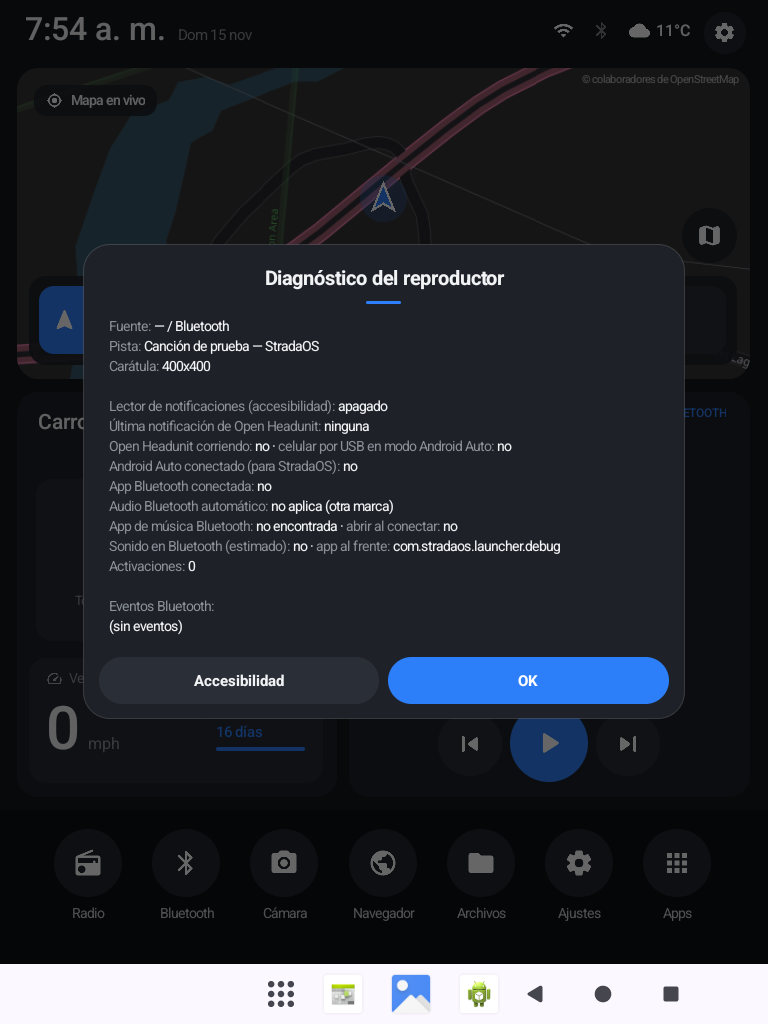 7:54 a. m. Dom 15 nov
11°C
© colaboradores de OpenStreetMap
Mapa en vivo
Diagnóstico del reproductor
Fuente: — / Bluetooth
Pista: Canción de prueba — StradaOS
Carátula: 400x400
Lector de notificaciones (accesibilidad): apagado
Última notificación de Open Headunit: ninguna
Open Headunit corriendo: no · celular por USB en modo Android Auto: no
Android Auto conectado (para StradaOS): no
App Bluetooth conectada: no
Audio Bluetooth automático: no aplica (otra marca)
App de música Bluetooth: no encontrada · abrir al conectar: no
Sonido en Bluetooth (estimado): no · app al frente: com.stradaos.launcher.debug
Activaciones: 0
Eventos Bluetooth:
(sin eventos)
Accesibilidad
OK
0 mph
16 días
Radio
Bluetooth
Cámara
Navegador
Archivos
Ajustes
Apps